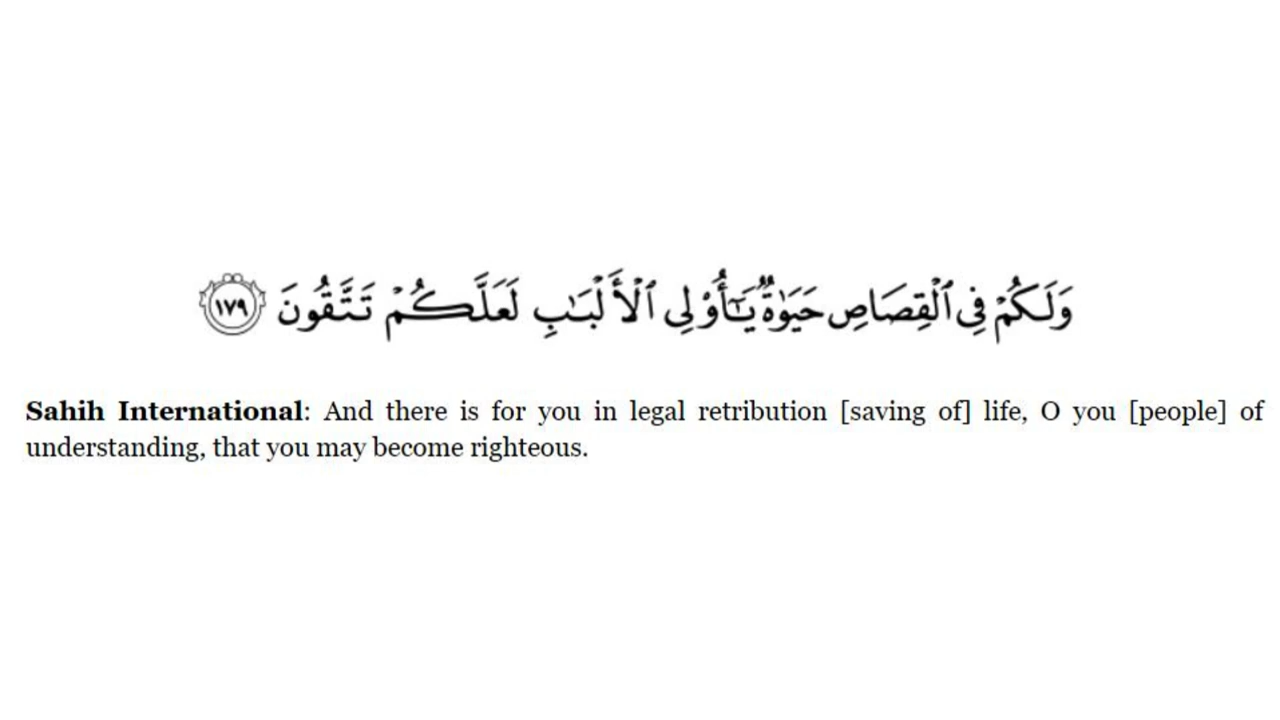 وَلَكُمْ فِى ٱلْقِصَاصِ حَيَوٰةٌ يَـٰٓأُو۟لِى ٱلْأَلْبَـٰبِ لَعَلَّكُمْ تَتَّقُونَ ١٧٩
Sahih International: And there is for you in legal retribution [saving of] life, O you [people] of
understanding, that you may become righteous.